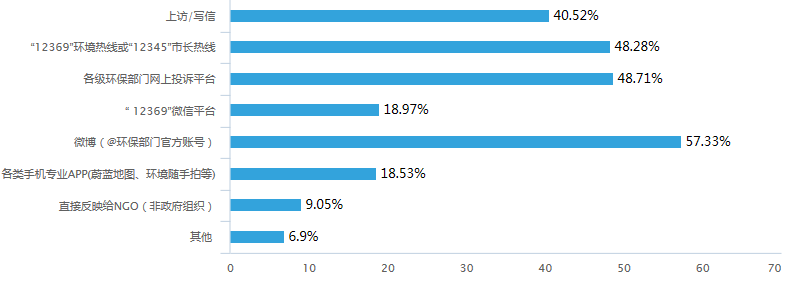 上访/写信 40.52%
“12369”环境热线或“12345”市长热线 48.28%
各级环保部门网上投诉平台 48.71%
“ 12369”微信平台 18.97%
微博（@环保部门官方账号） 57.33%
各类手机专业APP(蔚蓝地图、环境随手拍等) 18.53%
直接反映给NGO（非政府组织） 9.05%
其他 6.9%
0 10 20 30 40 50 60 70